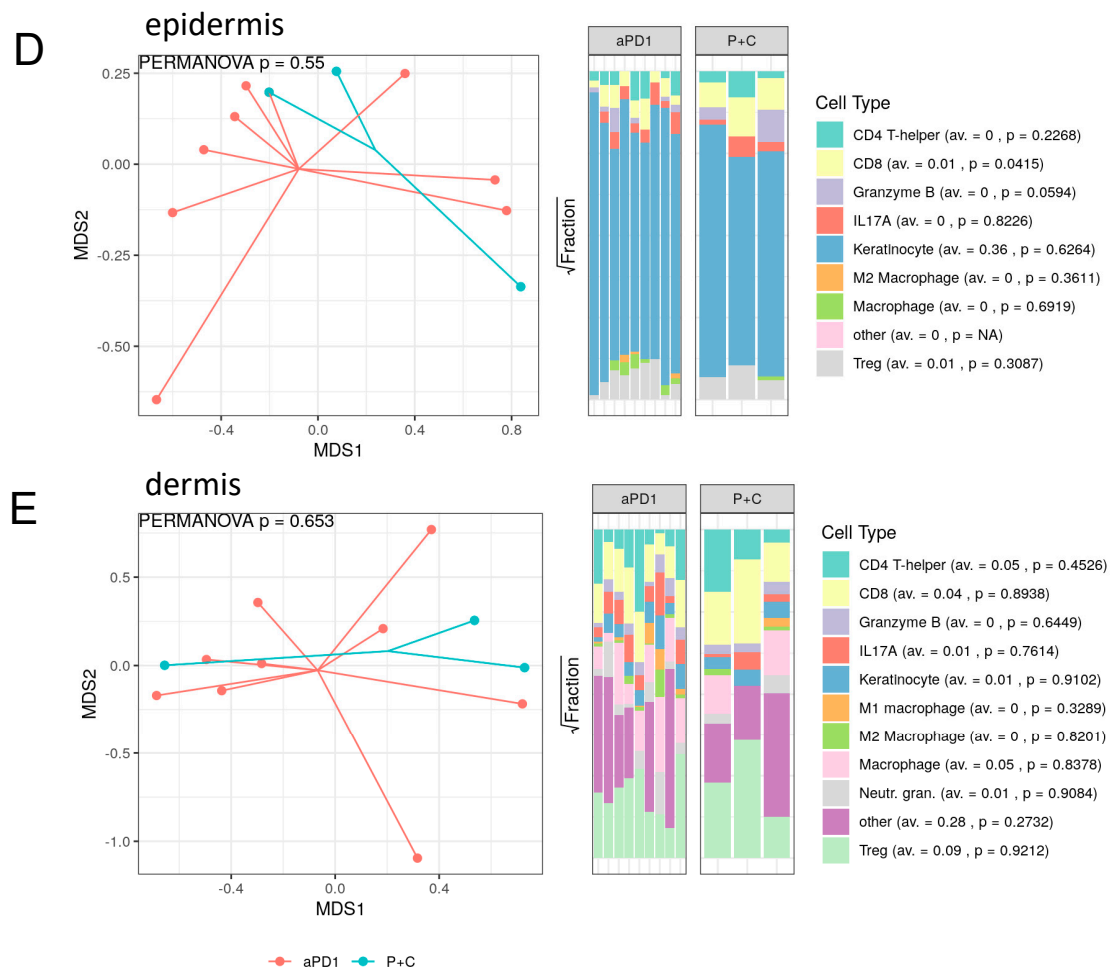 D
epidermis
PERMANOVA p = 0.55
0.25
0.00
-0.25
-0.50
MDS2
-0.4
0.0
0.4
0.8
MDS1
aPD1
P+C
√Fraction
Cell Type
CD4 T-helper (av. = 0 , p = 0.2268)
CD8 (av. = 0.01 , p = 0.0415)
Granzyme B (av. = 0 , p = 0.0594)
IL17A (av. = 0 , p = 0.8226)
Keratinocyte (av. = 0.36 , p = 0.6264)
M2 Macrophage (av. = 0 , p = 0.3611)
Macrophage (av. = 0 , p = 0.6919)
other (av. = 0 , p = NA)
Treg (av. = 0.01 , p = 0.3087)
E
dermis
PERMANOVA p = 0.653
0.5
0.0
-0.5
-1.0
MDS2
-0.4
0.0
0.4
MDS1
aPD1
P+C
√Fraction
Cell Type
CD4 T-helper (av. = 0.05 , p = 0.4526)
CD8 (av. = 0.04 , p = 0.8938)
Granzyme B (av. = 0 , p = 0.6449)
IL17A (av. = 0.01 , p = 0.7614)
Keratinocyte (av. = 0.01 , p = 0.9102)
M1 macrophage (av. = 0 , p = 0.3289)
M2 Macrophage (av. = 0 , p = 0.8201)
Macrophage (av. = 0.05 , p = 0.8378)
Neutr. gran. (av. = 0.01 , p = 0.9084)
other (av. = 0.28 , p = 0.2732)
Treg (av. = 0.09 , p = 0.9212)
aPD1
P+C